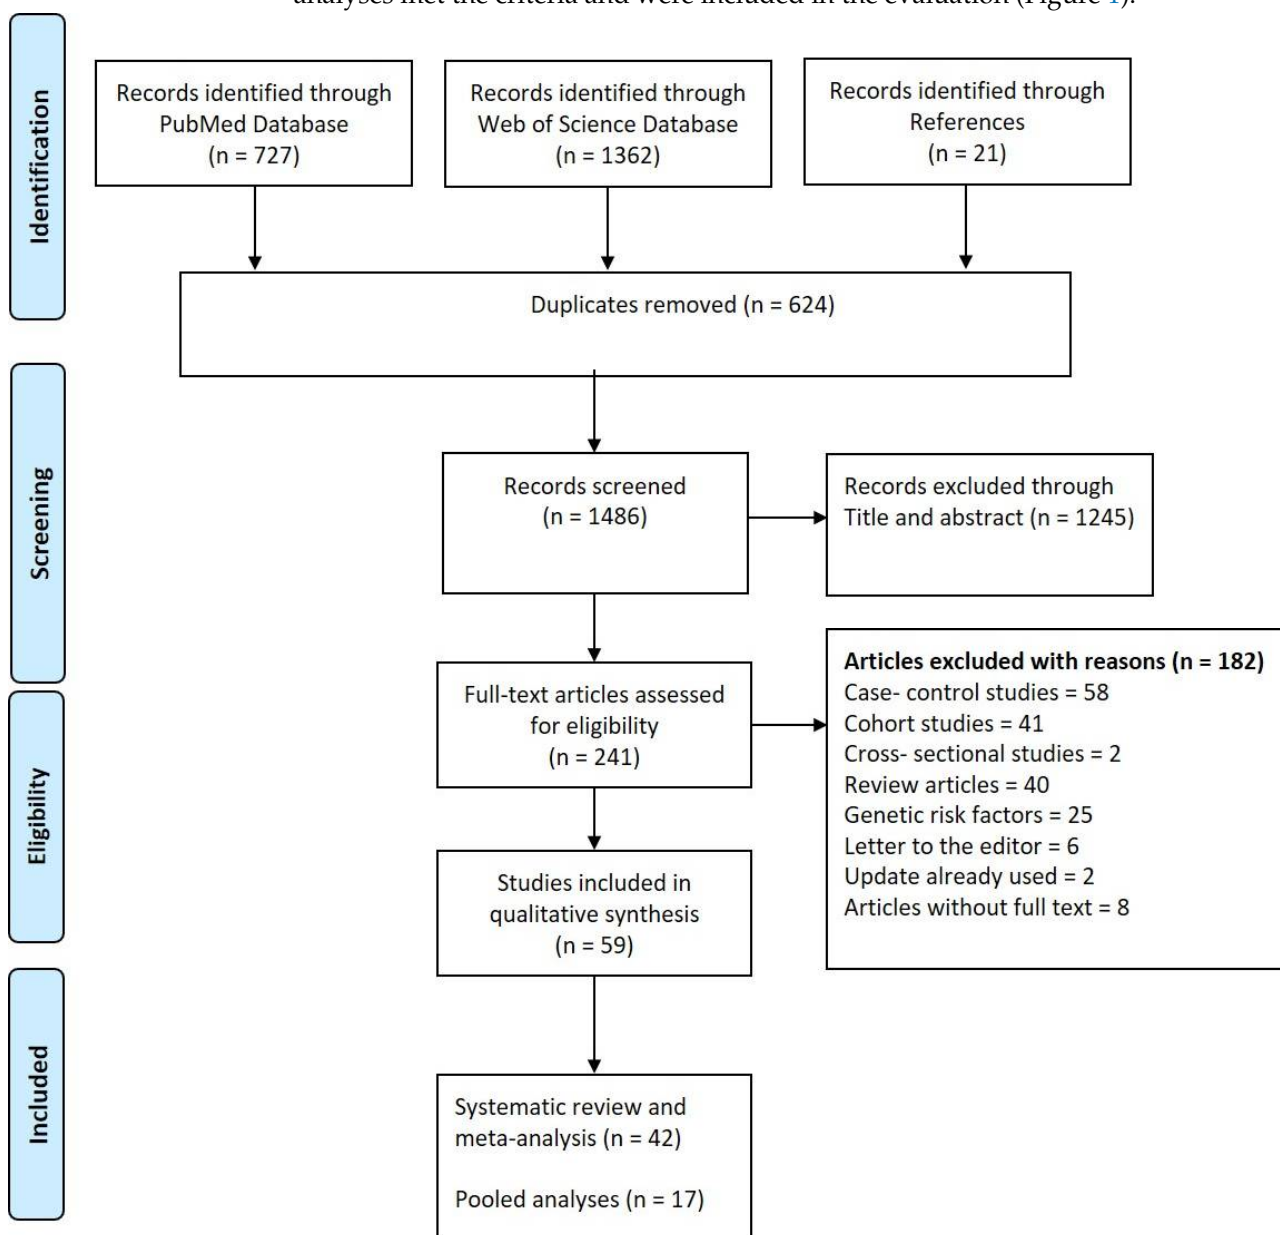 analyses met the criteria and were included in the evaluation (Figure 1).
Identification
Records identified through
PubMed Database
(n = 727)
Records identified through
Web of Science Database
(n = 1362)
Records identified through
References
(n = 21)
Duplicates removed (n = 624)
Screening
Records screened
(n = 1486)
Records excluded through
Title and abstract (n = 1245)
Eligibility
Full-text articles assessed
for eligibility
(n = 241)
Articles excluded with reasons (n = 182)
Case- control studies = 58
Cohort studies = 41
Cross- sectional studies = 2
Review articles = 40
Genetic risk factors = 25
Letter to the editor = 6
Update already used = 2
Articles without full text = 8
Studies included in
qualitative synthesis
(n = 59)
Included
Systematic review and
meta-analysis (n = 42)
Pooled analyses (n = 17)